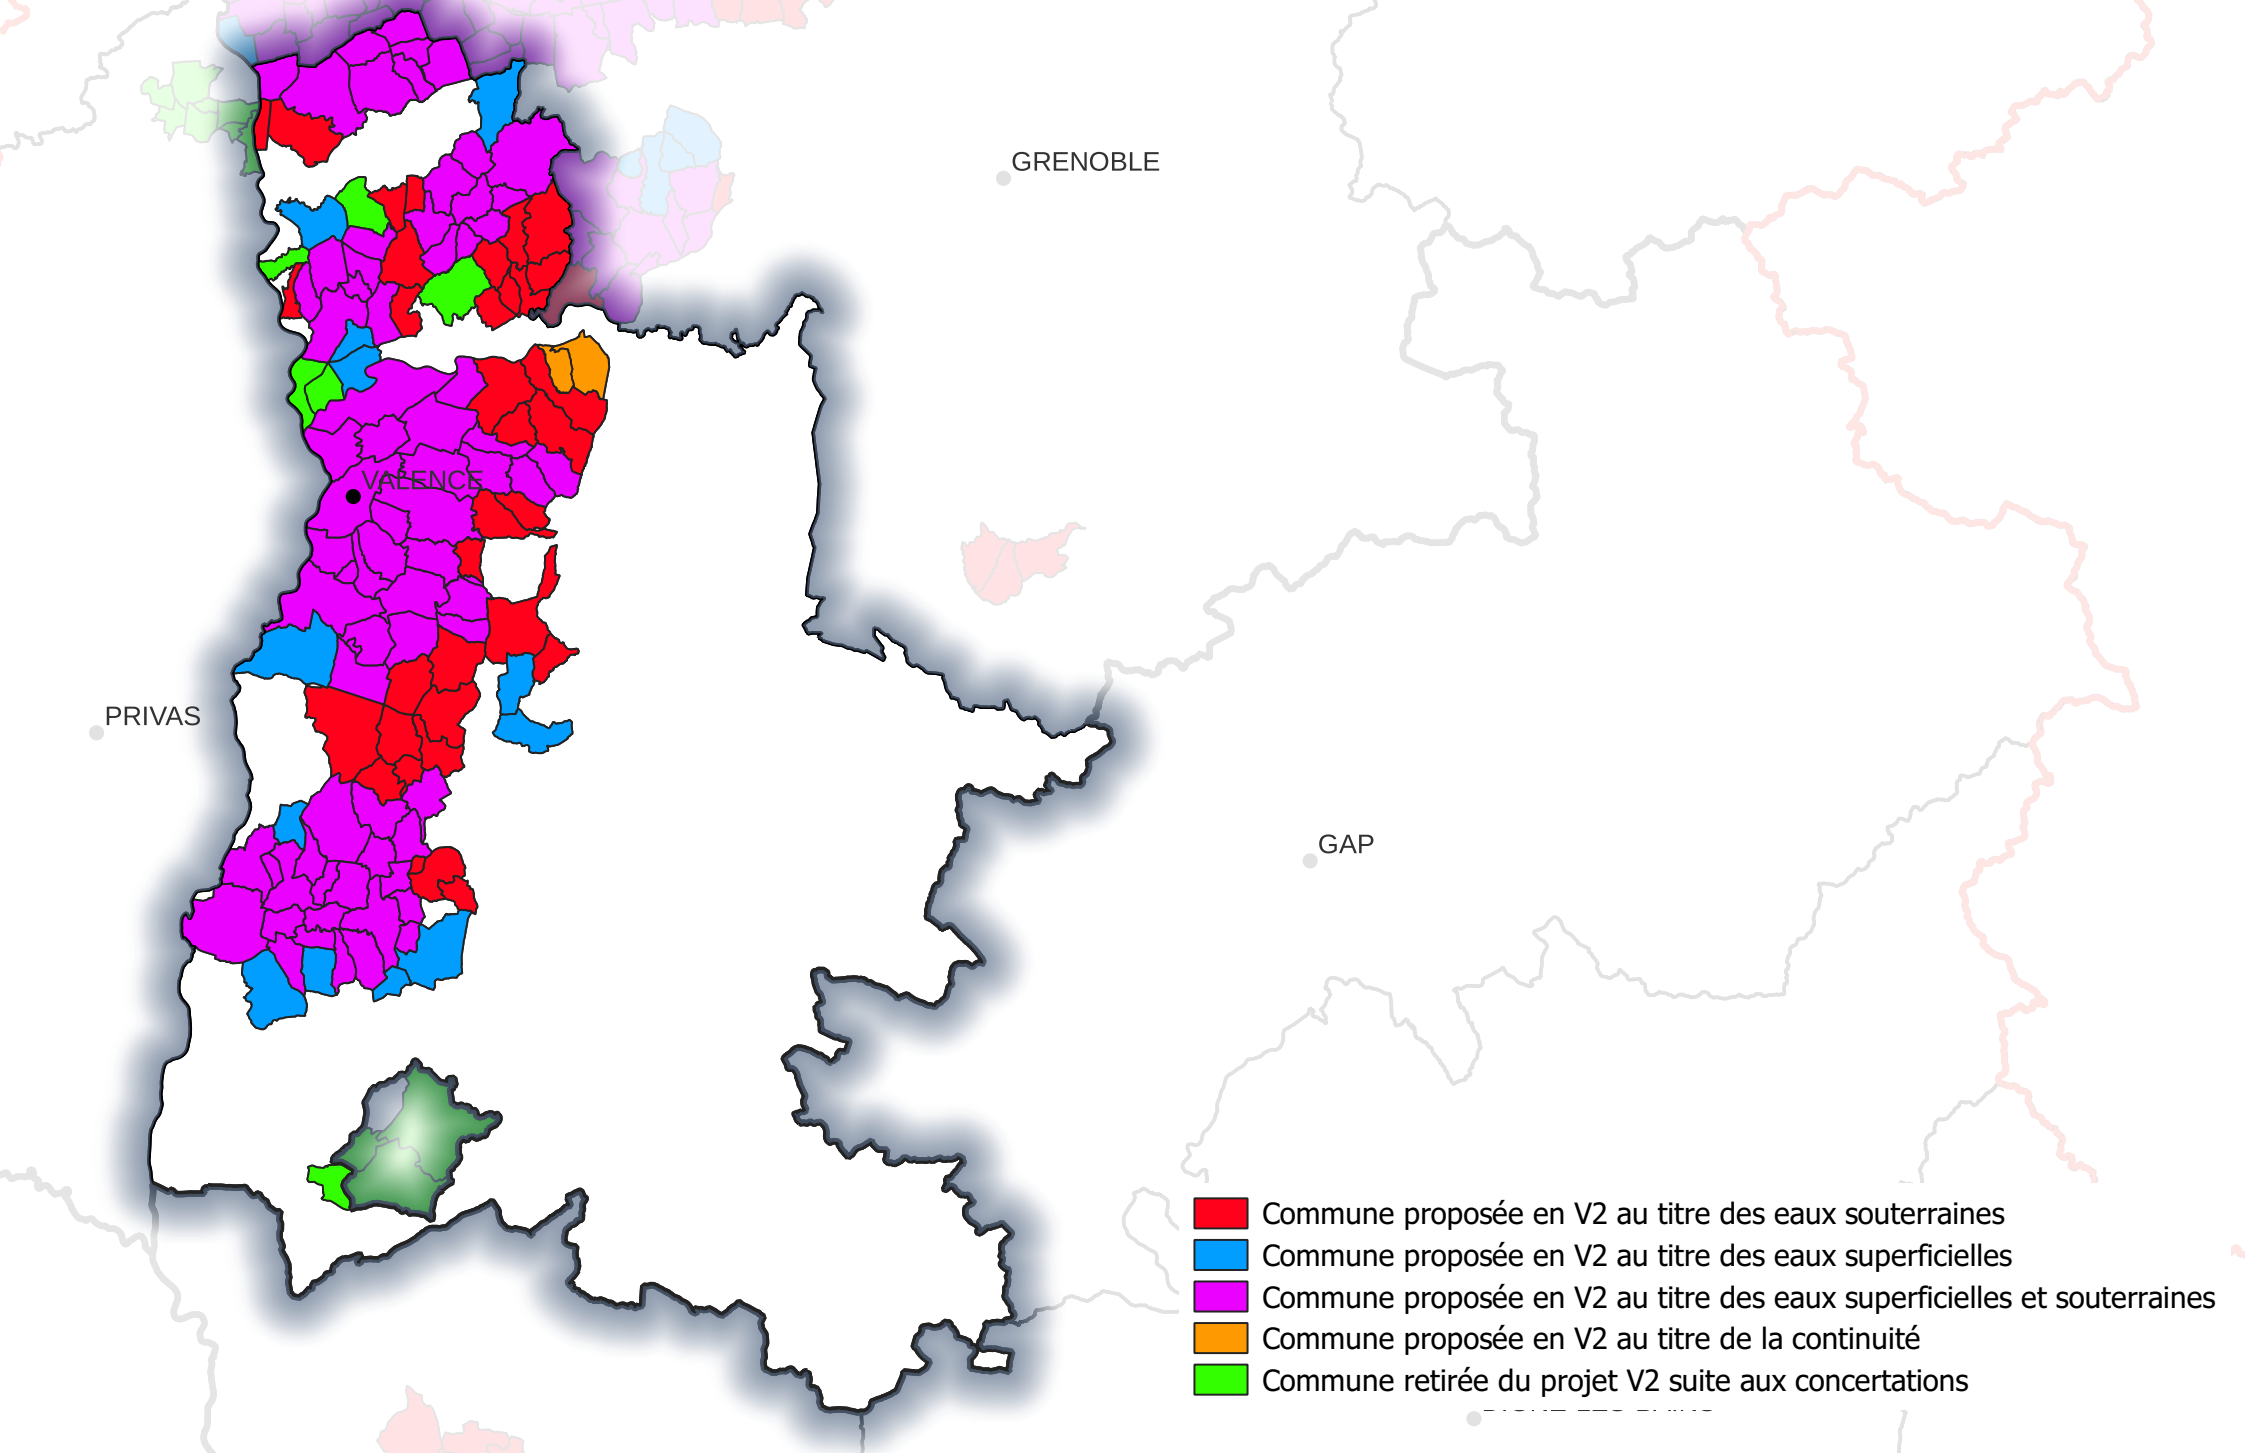 GRENOBLE
VALENCE
PRIVAS
GAP
Commune proposée en V2 au titre des eaux souterraines
Commune proposée en V2 au titre des eaux superficielles
Commune proposée en V2 au titre des eaux superficielles et souterraines
Commune proposée en V2 au titre de la continuité
Commune retirée du projet V2 suite aux concertations